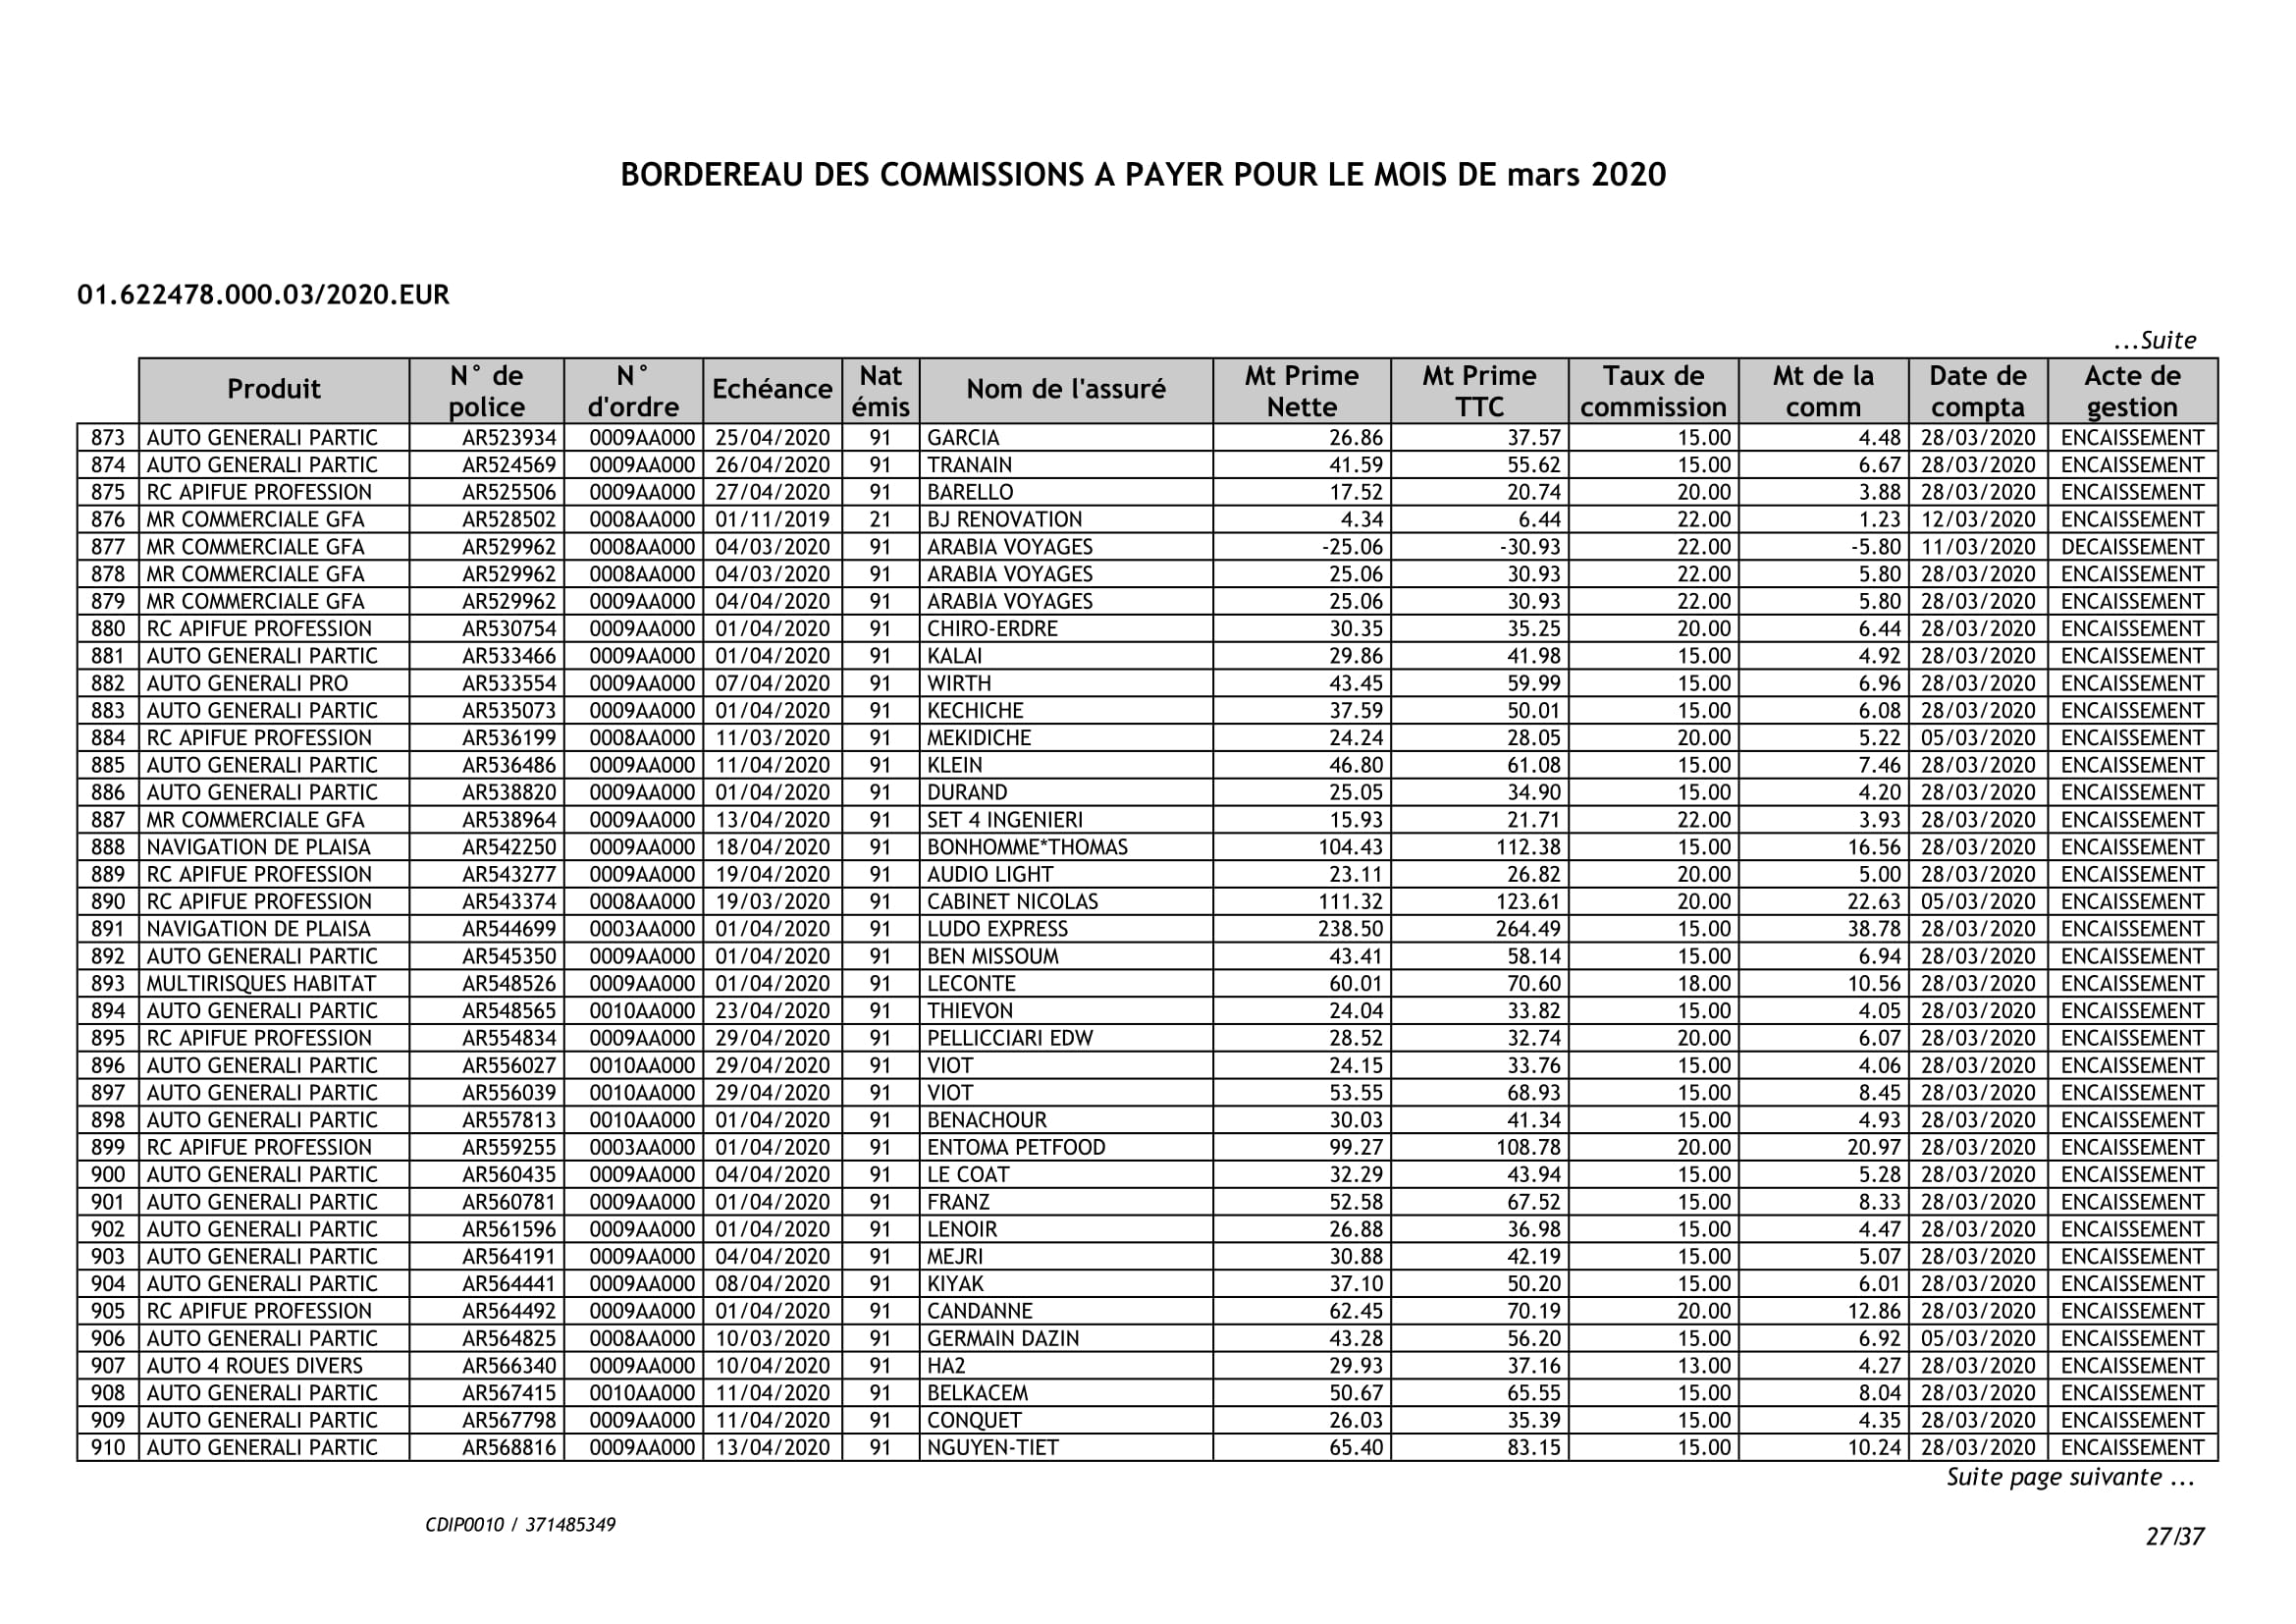 BORDEREAU DES COMMISSIONS A PAYER POUR LE MOIS DE mars 2020
01.622478.000.03/2020.EUR
...Suite
Produit N° de police N° d'ordre Echéance Nat émis Nom de l'assuré Mt Prime Nette Mt Prime TTC Taux de commission Mt de la comm Date de compta Acte de gestion
873 AUTO GENERALI PARTIC AR523934 0009AA000 25/04/2020 91 GARCIA 26.86 37.57 15.00 4.48 28/03/2020 ENCAISSEMENT
874 AUTO GENERALI PARTIC AR524569 0009AA000 26/04/2020 91 TRANAIN 41.59 55.62 15.00 6.67 28/03/2020 ENCAISSEMENT
875 RC APIFUE PROFESSION AR525506 0009AA000 27/04/2020 91 BARELLO 17.52 20.74 20.00 3.88 28/03/2020 ENCAISSEMENT
876 MR COMMERCIALE GFA AR528502 0008AA000 01/11/2019 21 BJ RENOVATION 4.34 6.44 22.00 1.23 12/03/2020 ENCAISSEMENT
877 MR COMMERCIALE GFA AR529962 0008AA000 04/03/2020 91 ARABIA VOYAGES -25.06 -30.93 22.00 -5.80 11/03/2020 DECAISSEMENT
878 MR COMMERCIALE GFA AR529962 0008AA000 04/03/2020 91 ARABIA VOYAGES 25.06 30.93 22.00 5.80 28/03/2020 ENCAISSEMENT
879 MR COMMERCIALE GFA AR529962 0009AA000 04/04/2020 91 ARABIA VOYAGES 25.06 30.93 22.00 5.80 28/03/2020 ENCAISSEMENT
880 RC APIFUE PROFESSION AR530754 0009AA000 01/04/2020 91 CHIRO-ERDRE 30.35 35.25 20.00 6.44 28/03/2020 ENCAISSEMENT
881 AUTO GENERALI PARTIC AR533466 0009AA000 01/04/2020 91 KALAI 29.86 41.98 15.00 4.92 28/03/2020 ENCAISSEMENT
882 AUTO GENERALI PRO AR533554 0009AA000 07/04/2020 91 WIRTH 43.45 59.99 15.00 6.96 28/03/2020 ENCAISSEMENT
883 AUTO GENERALI PARTIC AR535073 0009AA000 01/04/2020 91 KECHICHE 37.59 50.01 15.00 6.08 28/03/2020 ENCAISSEMENT
884 RC APIFUE PROFESSION AR536199 0008AA000 11/03/2020 91 MEKIDICHE 24.24 28.05 20.00 5.22 05/03/2020 ENCAISSEMENT
885 AUTO GENERALI PARTIC AR536486 0009AA000 11/04/2020 91 KLEIN 46.80 61.08 15.00 7.46 28/03/2020 ENCAISSEMENT
886 AUTO GENERALI PARTIC AR538820 0009AA000 01/04/2020 91 DURAND 25.05 34.90 15.00 4.20 28/03/2020 ENCAISSEMENT
887 MR COMMERCIALE GFA AR538964 0009AA000 13/04/2020 91 SET 4 INGENIERI 15.93 21.71 22.00 3.93 28/03/2020 ENCAISSEMENT
888 NAVIGATION DE PLAISA AR542250 0009AA000 18/04/2020 91 BONHOMME*THOMAS 104.43 112.38 15.00 16.56 28/03/2020 ENCAISSEMENT
889 RC APIFUE PROFESSION AR543277 0009AA000 19/04/2020 91 AUDIO LIGHT 23.11 26.82 20.00 5.00 28/03/2020 ENCAISSEMENT
890 RC APIFUE PROFESSION AR543374 0008AA000 19/03/2020 91 CABINET NICOLAS 111.32 123.61 20.00 22.63 05/03/2020 ENCAISSEMENT
891 NAVIGATION DE PLAISA AR544699 0003AA000 01/04/2020 91 LUDO EXPRESS 238.50 264.49 15.00 38.78 28/03/2020 ENCAISSEMENT
892 AUTO GENERALI PARTIC AR545350 0009AA000 01/04/2020 91 BEN MISSOUM 43.41 58.14 15.00 6.94 28/03/2020 ENCAISSEMENT
893 MULTIRISQUES HABITAT AR548526 0009AA000 01/04/2020 91 LECONTE 60.01 70.60 18.00 10.56 28/03/2020 ENCAISSEMENT
894 AUTO GENERALI PARTIC AR548565 0010AA000 23/04/2020 91 THIEVON 24.04 33.82 15.00 4.05 28/03/2020 ENCAISSEMENT
895 RC APIFUE PROFESSION AR554834 0009AA000 29/04/2020 91 PELLICCIARI EDW 28.52 32.74 20.00 6.07 28/03/2020 ENCAISSEMENT
896 AUTO GENERALI PARTIC AR556027 0010AA000 29/04/2020 91 VIOT 24.15 33.76 15.00 4.06 28/03/2020 ENCAISSEMENT
897 AUTO GENERALI PARTIC AR556039 0010AA000 29/04/2020 91 VIOT 53.55 68.93 15.00 8.45 28/03/2020 ENCAISSEMENT
898 AUTO GENERALI PARTIC AR557813 0010AA000 01/04/2020 91 BENACHOUR 30.03 41.34 15.00 4.93 28/03/2020 ENCAISSEMENT
899 RC APIFUE PROFESSION AR559255 0003AA000 01/04/2020 91 ENTOMA PETFOOD 99.27 108.78 20.00 20.97 28/03/2020 ENCAISSEMENT
900 AUTO GENERALI PARTIC AR560435 0009AA000 04/04/2020 91 LE COAT 32.29 43.94 15.00 5.28 28/03/2020 ENCAISSEMENT
901 AUTO GENERALI PARTIC AR560781 0009AA000 01/04/2020 91 FRANZ 52.58 67.52 15.00 8.33 28/03/2020 ENCAISSEMENT
902 AUTO GENERALI PARTIC AR561596 0009AA000 01/04/2020 91 LENOIR 26.88 36.98 15.00 4.47 28/03/2020 ENCAISSEMENT
903 AUTO GENERALI PARTIC AR564191 0009AA000 04/04/2020 91 MEJRI 30.88 42.19 15.00 5.07 28/03/2020 ENCAISSEMENT
904 AUTO GENERALI PARTIC AR564441 0009AA000 08/04/2020 91 KIYAK 37.10 50.20 15.00 6.01 28/03/2020 ENCAISSEMENT
905 RC APIFUE PROFESSION AR564492 0009AA000 01/04/2020 91 CANDANNE 62.45 70.19 20.00 12.86 28/03/2020 ENCAISSEMENT
906 AUTO GENERALI PARTIC AR564825 0008AA000 10/03/2020 91 GERMAIN DAZIN 43.28 56.20 15.00 6.92 05/03/2020 ENCAISSEMENT
907 AUTO 4 ROUES DIVERS AR566340 0009AA000 10/04/2020 91 HA2 29.93 37.16 13.00 4.27 28/03/2020 ENCAISSEMENT
908 AUTO GENERALI PARTIC AR567415 0010AA000 11/04/2020 91 BELKACEM 50.67 65.55 15.00 8.04 28/03/2020 ENCAISSEMENT
909 AUTO GENERALI PARTIC AR567798 0009AA000 11/04/2020 91 CONQUET 26.03 35.39 15.00 4.35 28/03/2020 ENCAISSEMENT
910 AUTO GENERALI PARTIC AR568816 0009AA000 13/04/2020 91 NGUYEN-TIET 65.40 83.15 15.00 10.24 28/03/2020 ENCAISSEMENT
Suite page suivante ...
CDIP0010 / 371485349
27/37